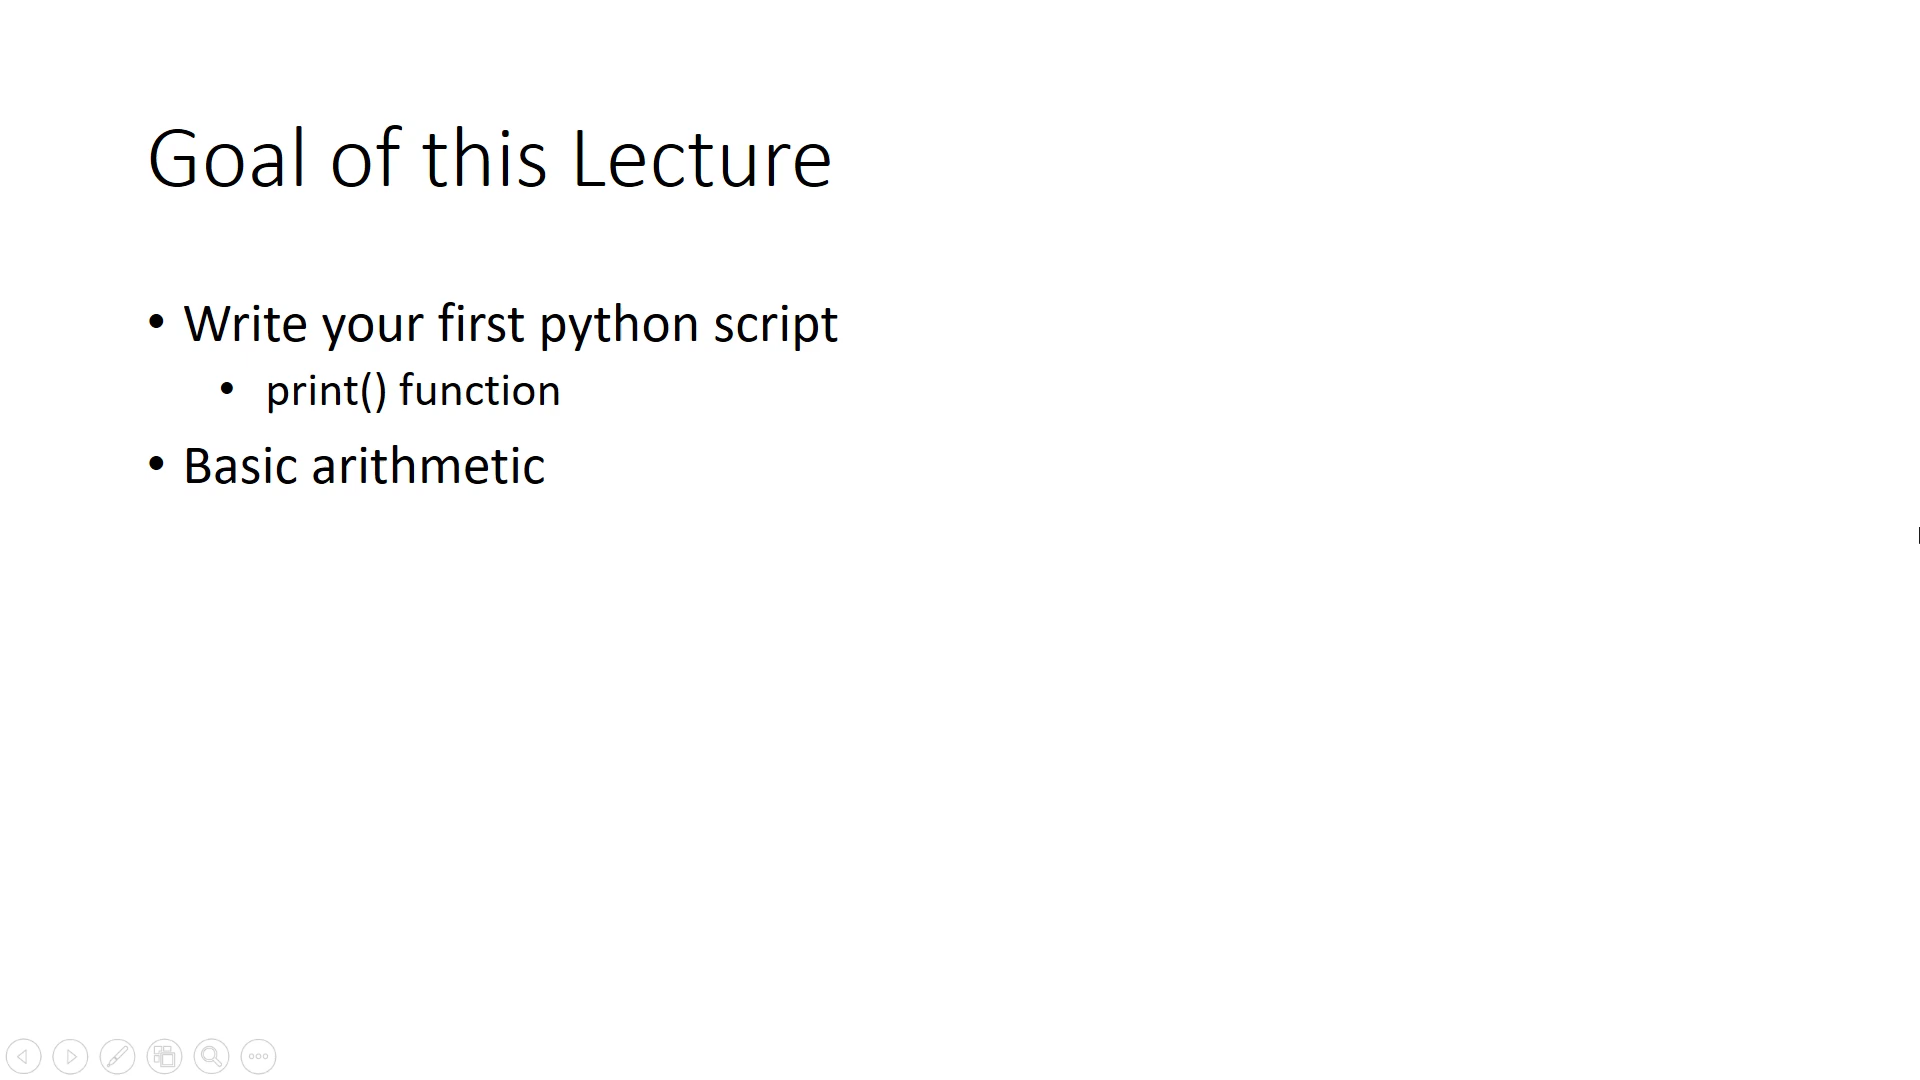 Goal of this Lecture
• Write your first python script
• print() function
• Basic arithmetic